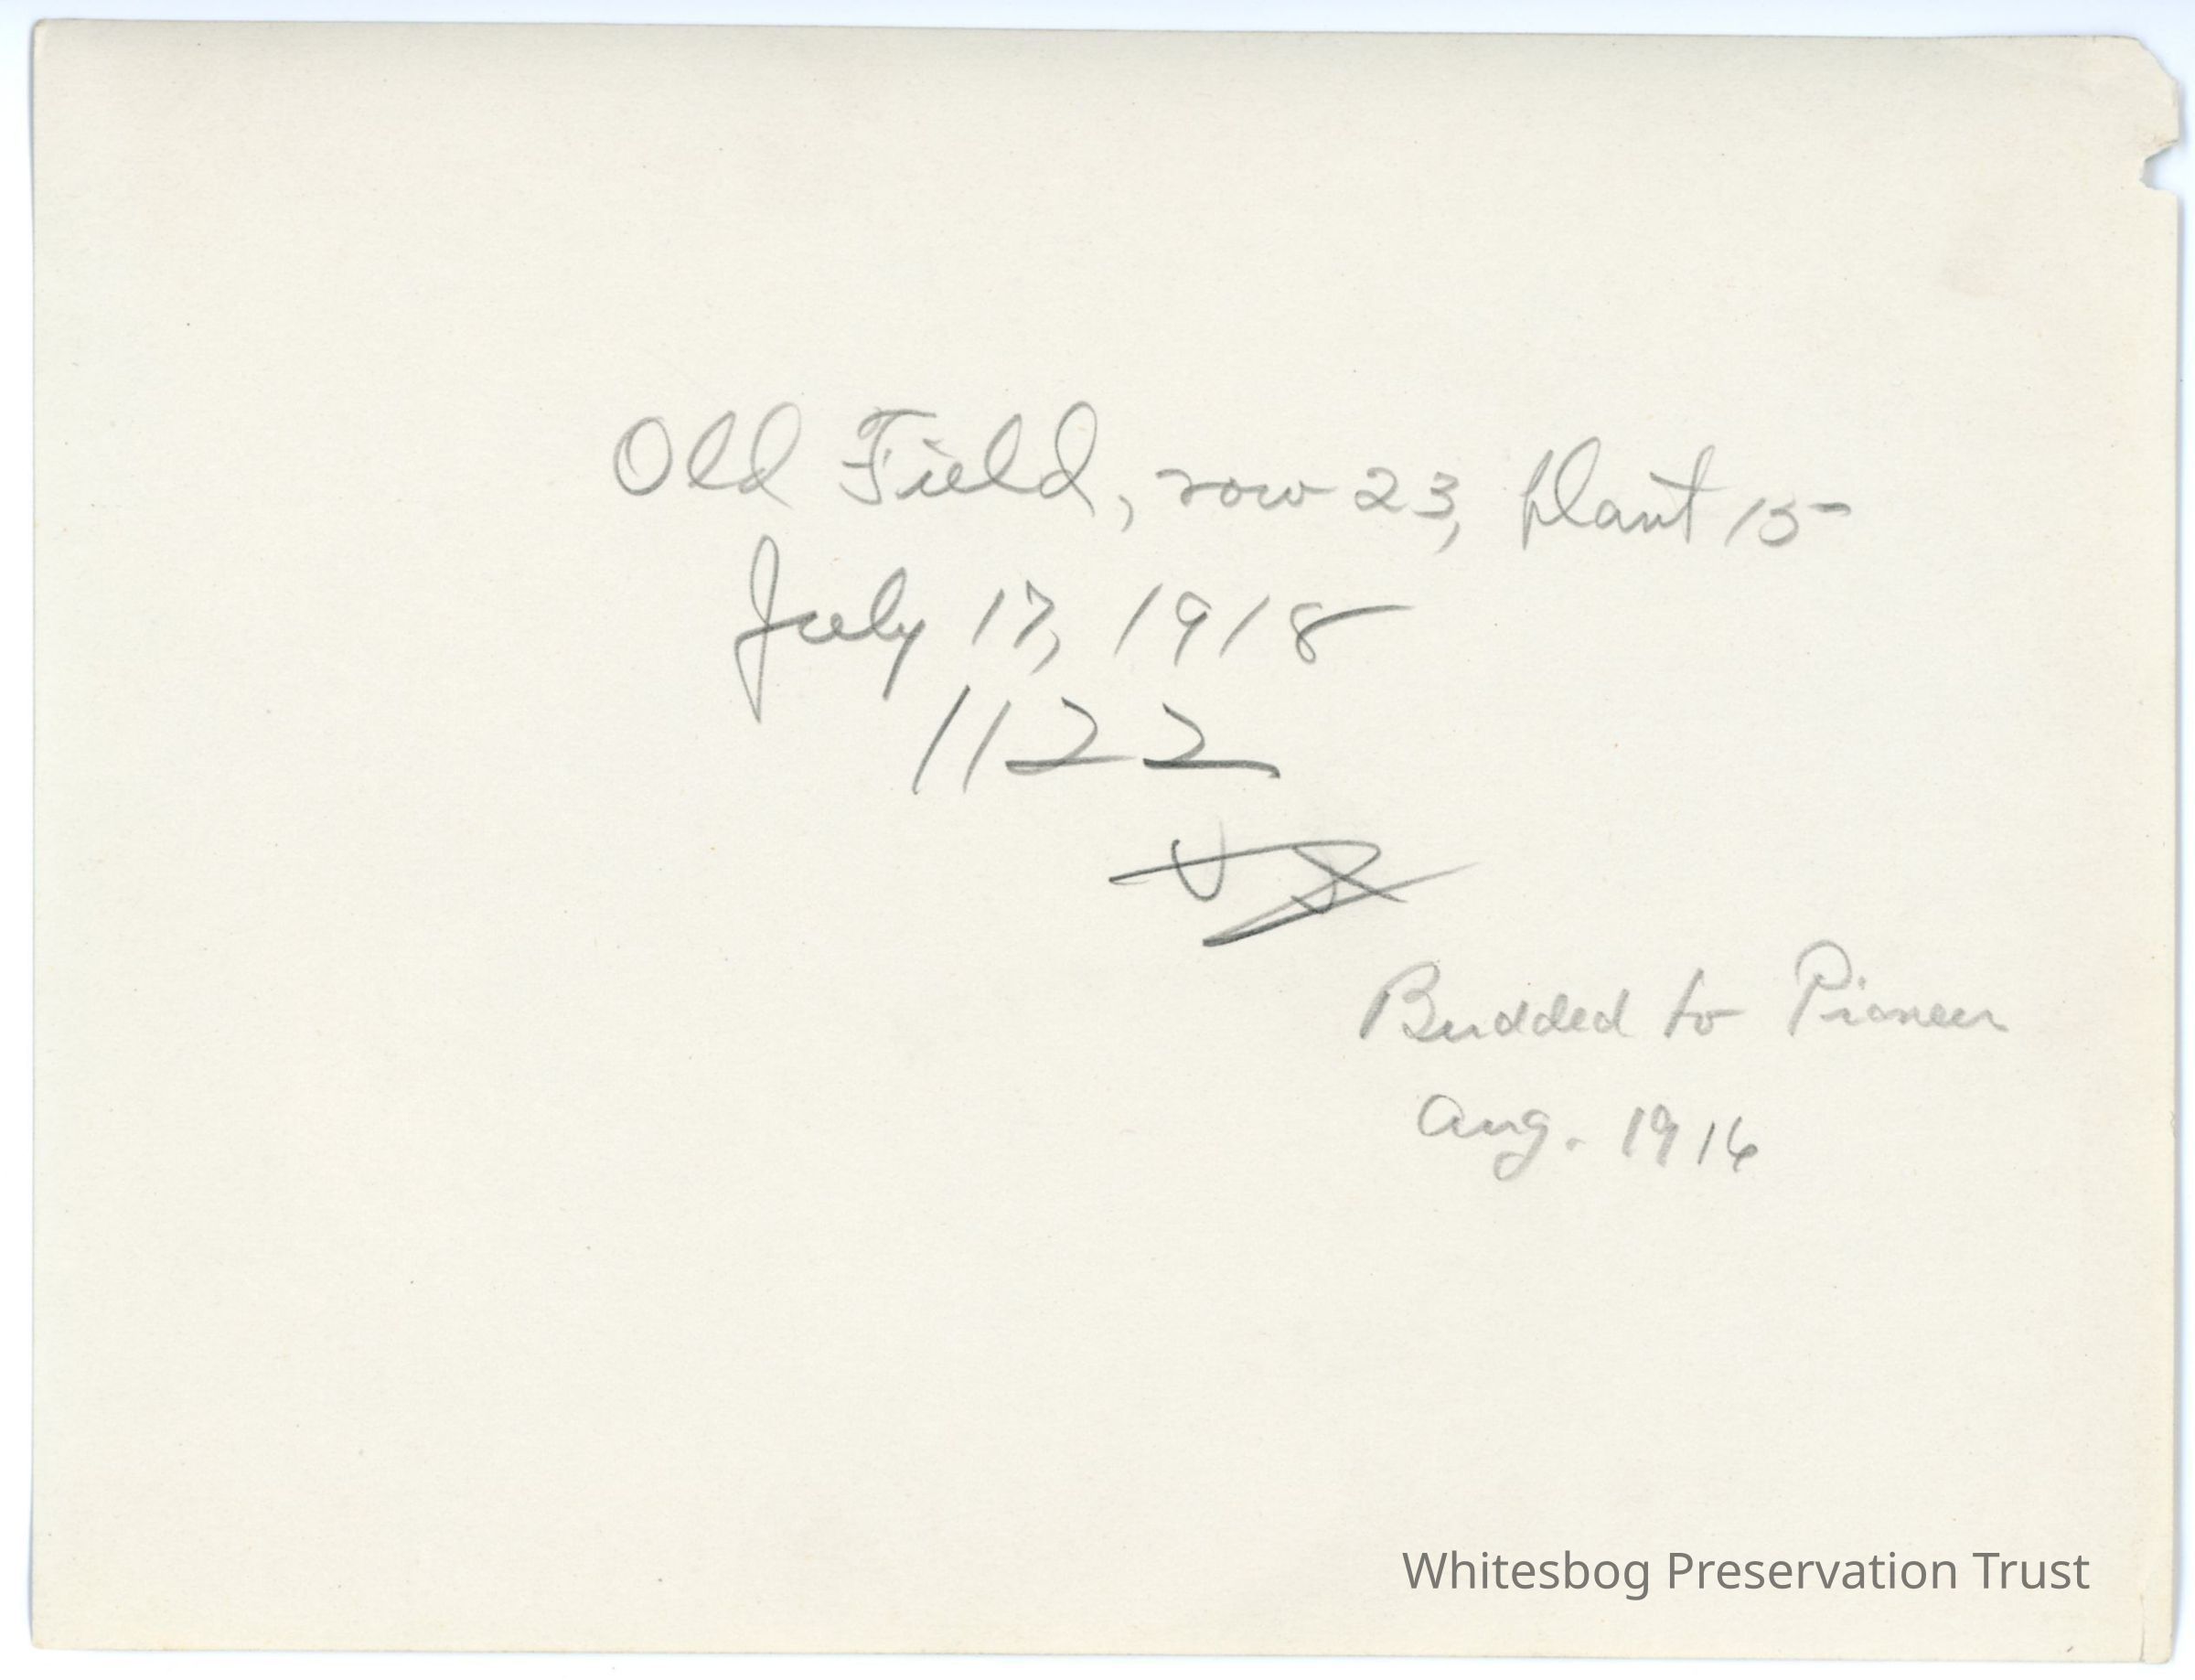 Old Field, row 23, plant 15
July 17, 1918
1122
Budded to Pioneer
Aug. 1916
Whitesbog Preservation Trust